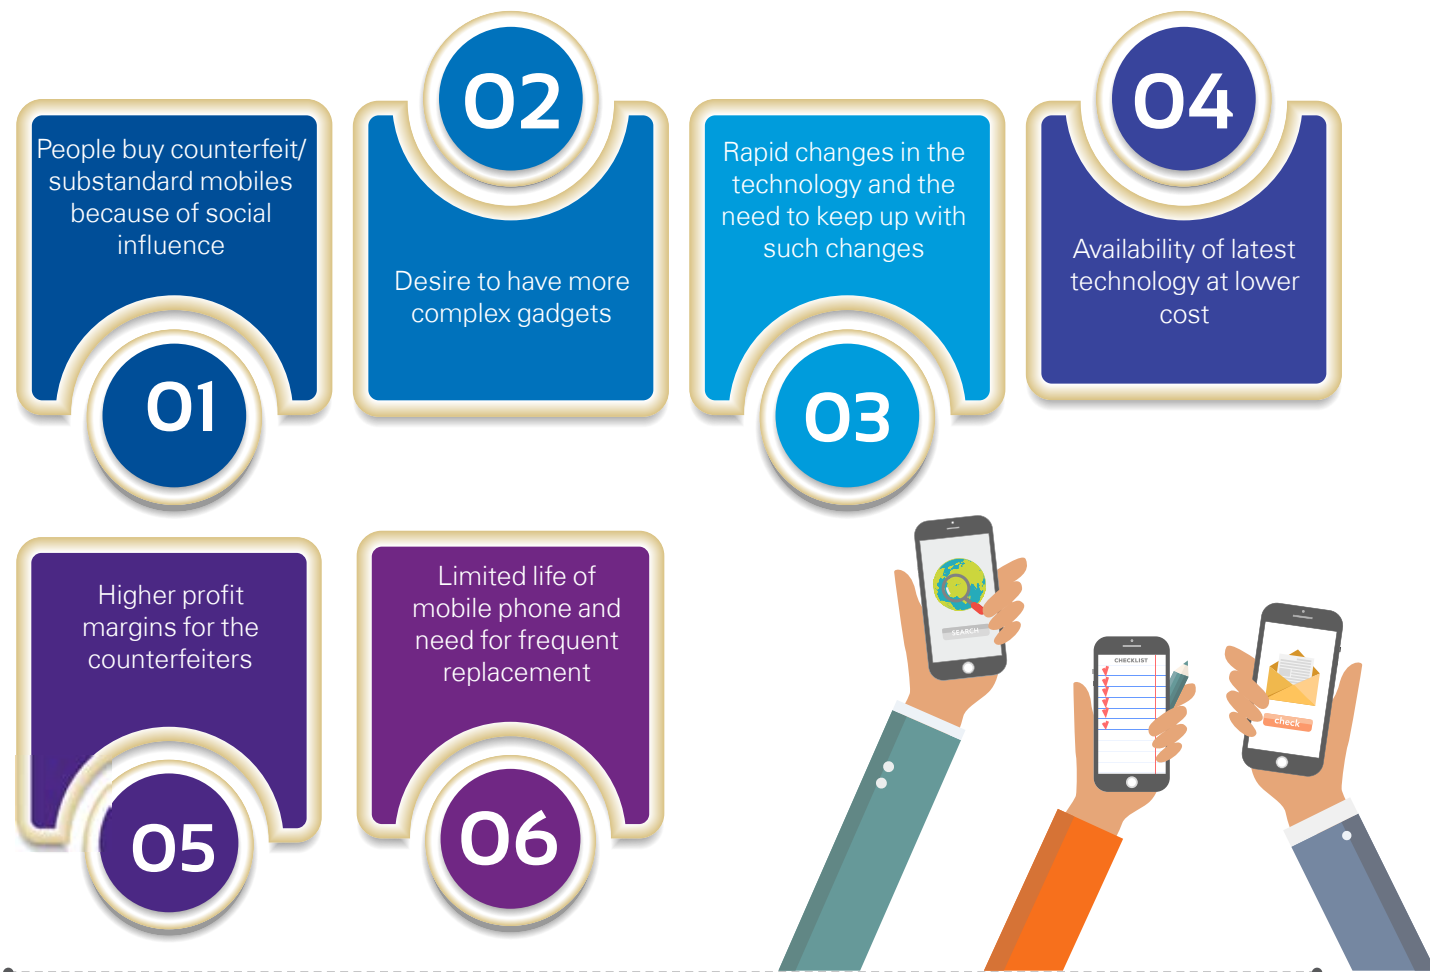 People buy counterfeit/
substandard mobiles
because of social
influence
01
02
Desire to have more
complex gadgets
Rapid changes in the
technology and the
need to keep up with
such changes
03
04
Availability of latest
technology at lower
cost
Higher profit
margins for the
counterfeiters
05
Limited life of
mobile phone and
need for frequent
replacement
06
SEARCH
CHECKLIST
check